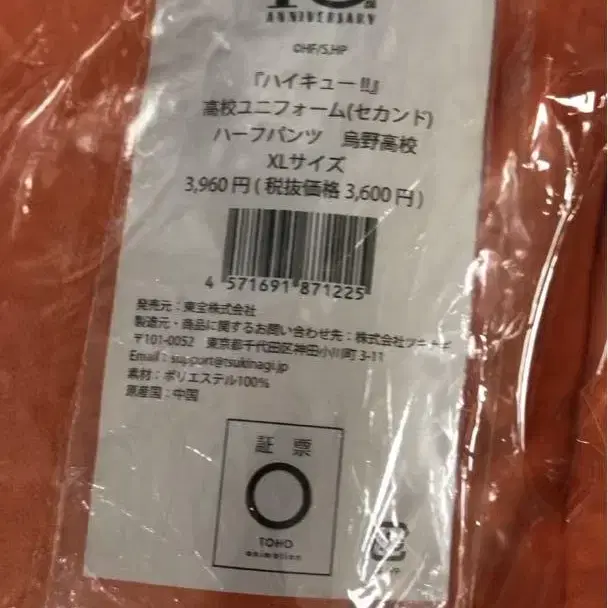 ANNIVERSARY
©HF/S,HP
『ハイキュー!!』
高校ユニフォーム(セカンド)
ハーフパンツ　烏野高校
XLサイズ
3,960円(税抜価格3,600円)
4 571691 871225
発売元:東宝株式会社
製造元・商品に関するお問い合わせ先:株式会社ツキナギ
〒101-0052　東京都千代田区神田小川町3-11
Email:support@tsukinagi.jp
素材:ポリエステル100%
原産国:中国
証票
TOHO
animation